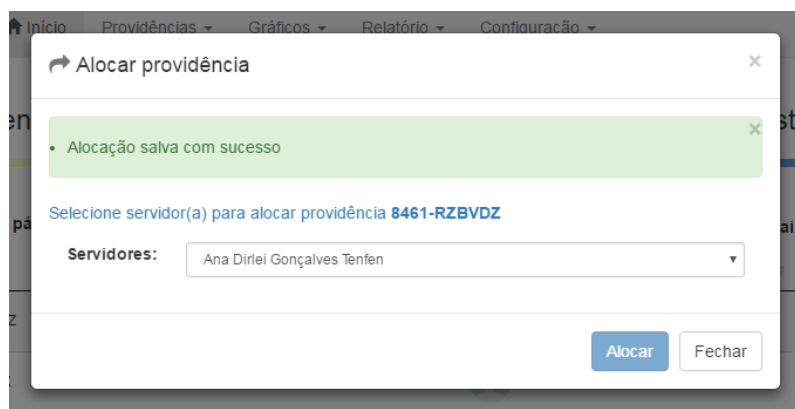 Início Providências Gráficos Relatório Configuração
Alocar providência
×
Alocação salva com sucesso
×
Selecione servidor(a) para alocar providência 8461-RZBVDZ
Servidores: Ana Dirlei Gonçalves Tenfen
Alocar Fechar